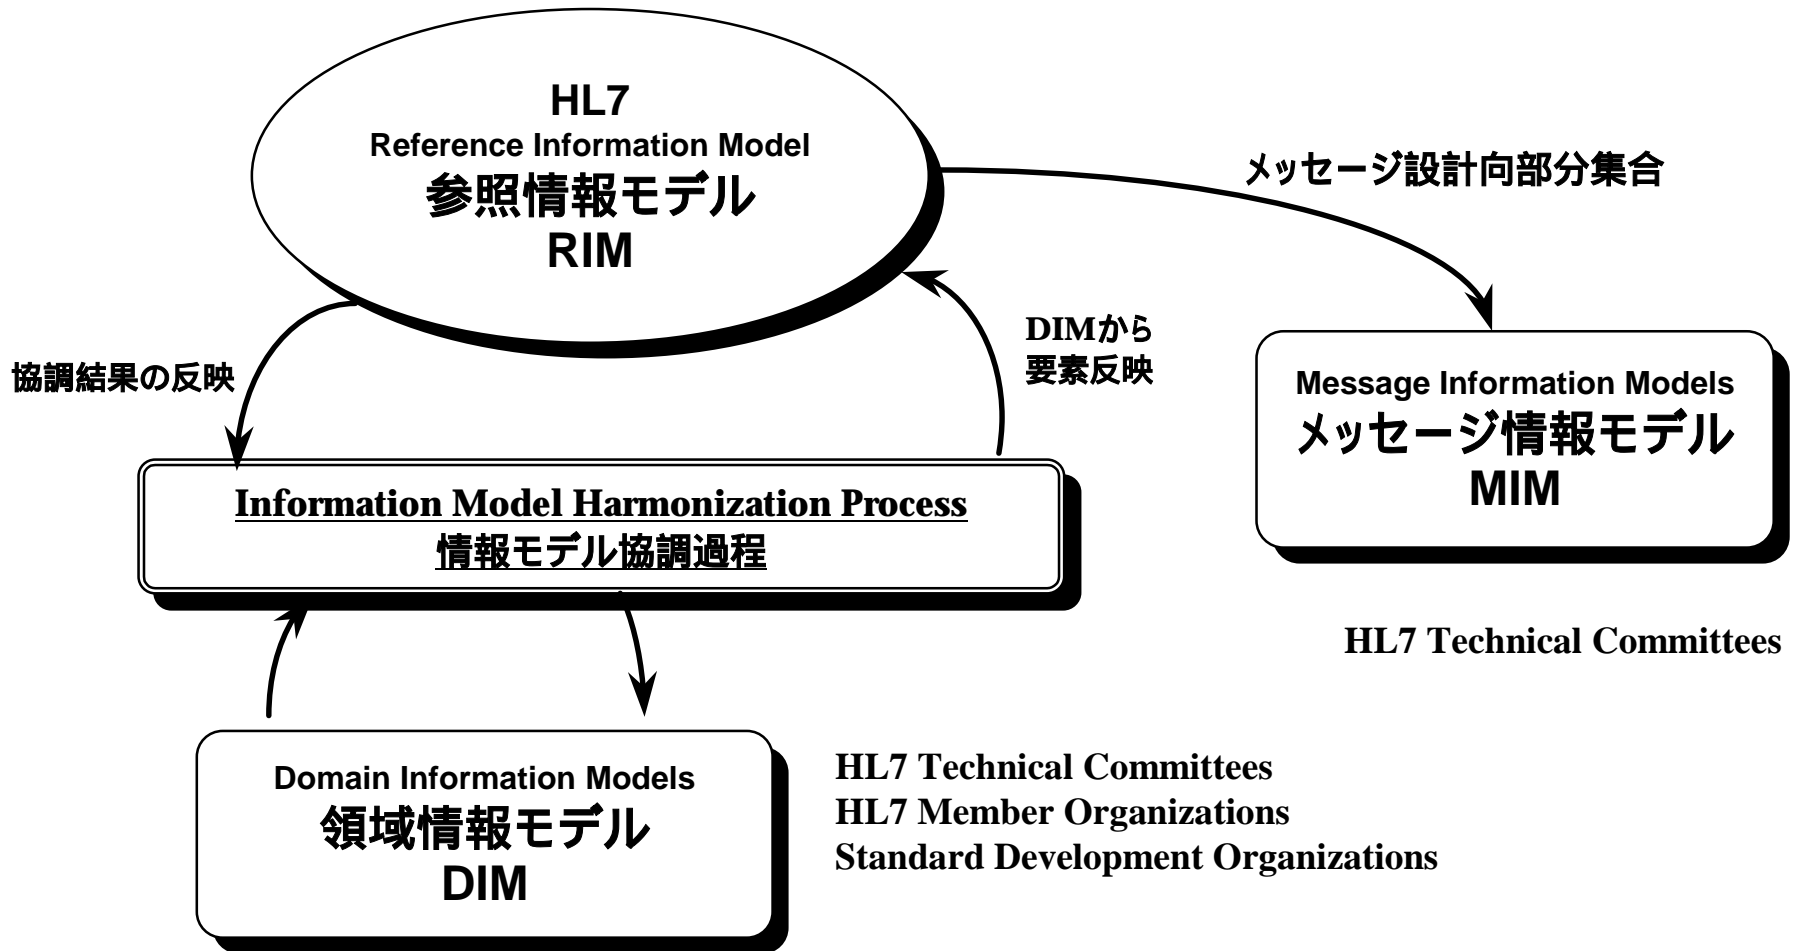 HL7
Reference Information Model
参照情報モデル
RIM
メッセージ設計向部分集合
協調結果の反映
DIMから
要素反映
Message Information Models
メッセージ情報モデル
MIM
Information Model Harmonization Process
情報モデル協調過程
HL7 Technical Committees
Domain Information Models
領域情報モデル
DIM
HL7 Technical Committees
HL7 Member Organizations
Standard Development Organizations